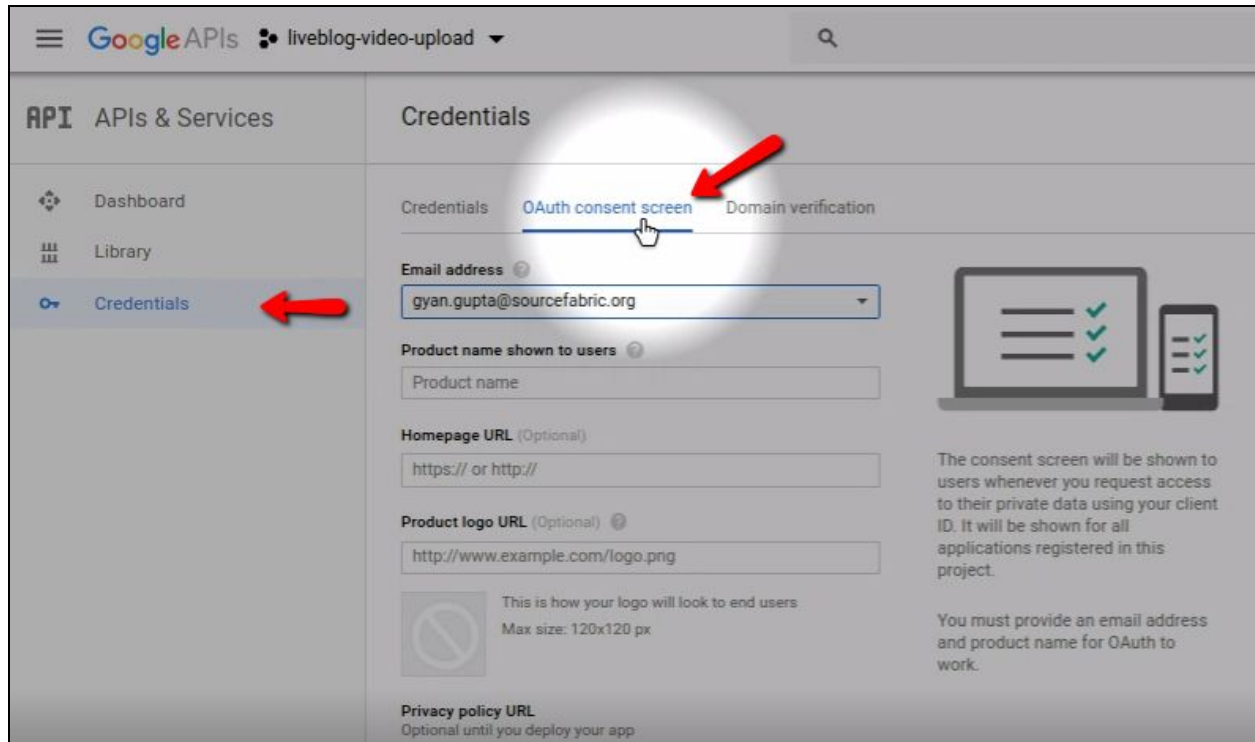 Google APIs liveblog-video-upload
API APIs & Services
Dashboard
Library
Credentials
Credentials
Credentials OAuth consent screen Domain verification
Email address ?
gyan.gupta@sourcefabric.org
Product name shown to users ?
Product name
Homepage URL (Optional)
https:// or http://
Product logo URL (Optional) ?
http://www.example.com/logo.png
This is how your logo will look to end users
Max size: 120x120 px
Privacy policy URL
Optional until you deploy your app
The consent screen will be shown to
users whenever you request access
to their private data using your client
ID. It will be shown for all
applications registered in this
project.
You must provide an email address
and product name for OAuth to
work.